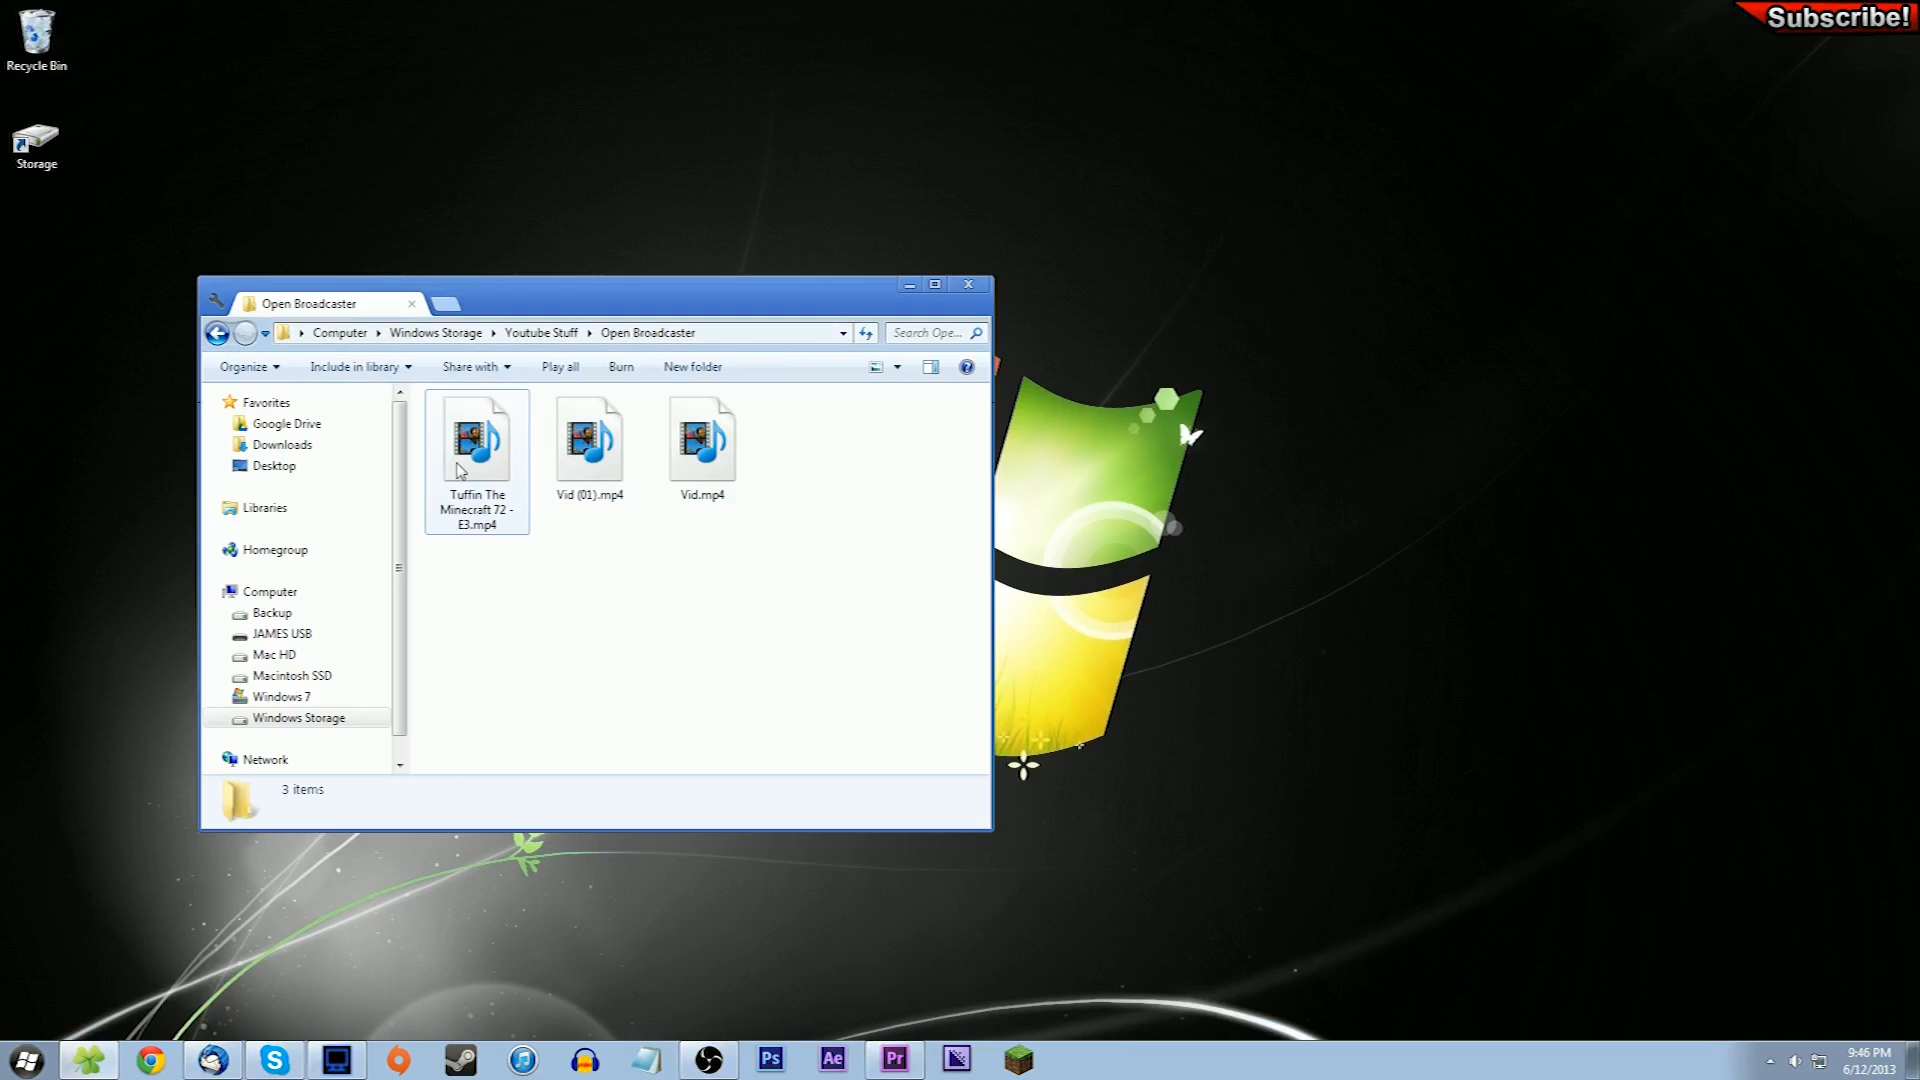 Subscribe!
Recycle Bin
Storage
Open Broadcaster
Computer Windows Storage Youtube Stuff Open Broadcaster
Search Ope...
Organize Include in library Share with Play all Burn New folder
Favorites
Google Drive
Downloads
Desktop
Libraries
Homegroup
Computer
Backup
JAMES USB
Mac HD
Macintosh SSD
Windows 7
Windows Storage
Network
Tuffin The
Minecraft 72 -
E3.mp4
Vid (01).mp4
Vid.mp4
3 items
Ps
Ae
Pr
9:46 PM
6/12/2013